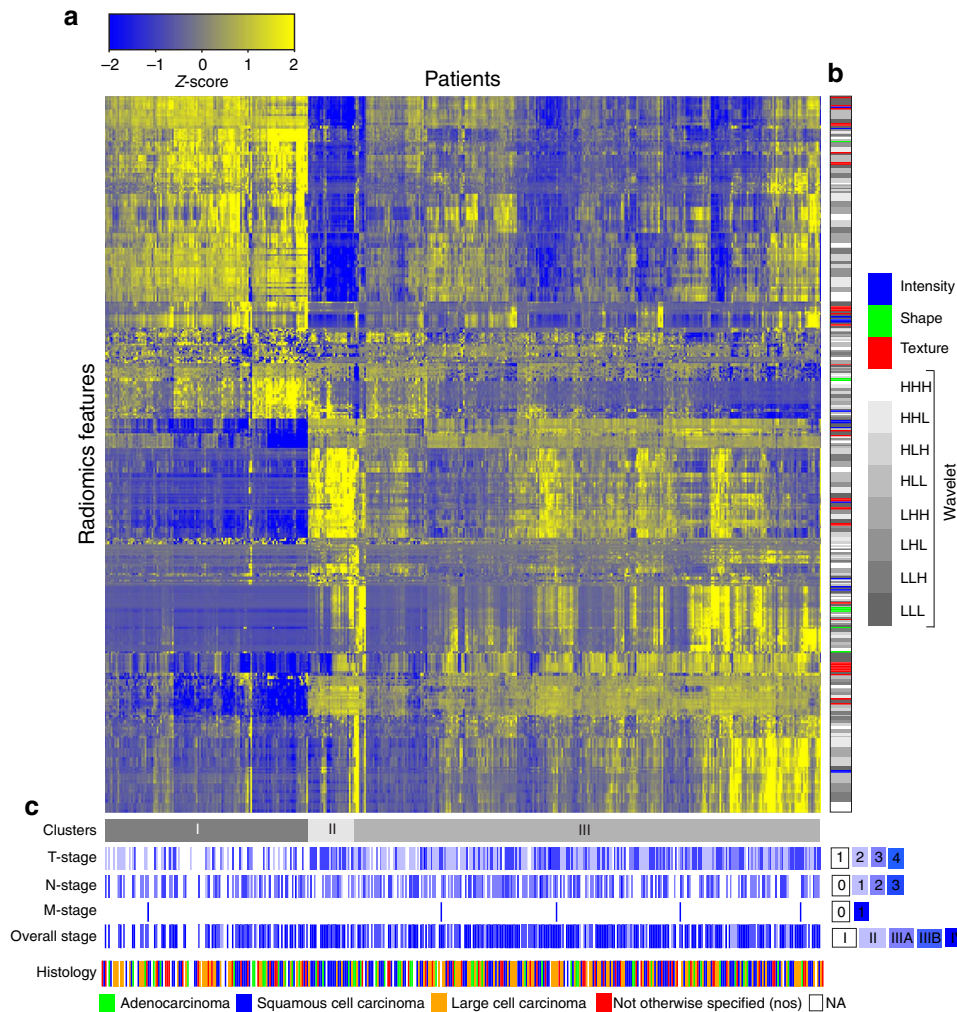 a
−2 −1 0 1 2
Z-score
Patients
b
Radiomics features
Intensity
Shape
Texture
HHH
HHL
HLH
HLL
LHH
LHL
LLH
LLL
Wavelet
c
Clusters I II III
T-stage 1 2 3 4
N-stage 0 1 2 3
M-stage 0 1
Overall stage I II IIIA IIIB
Histology
Adenocarcinoma Squamous cell carcinoma Large cell carcinoma Not otherwise specified (nos) NA